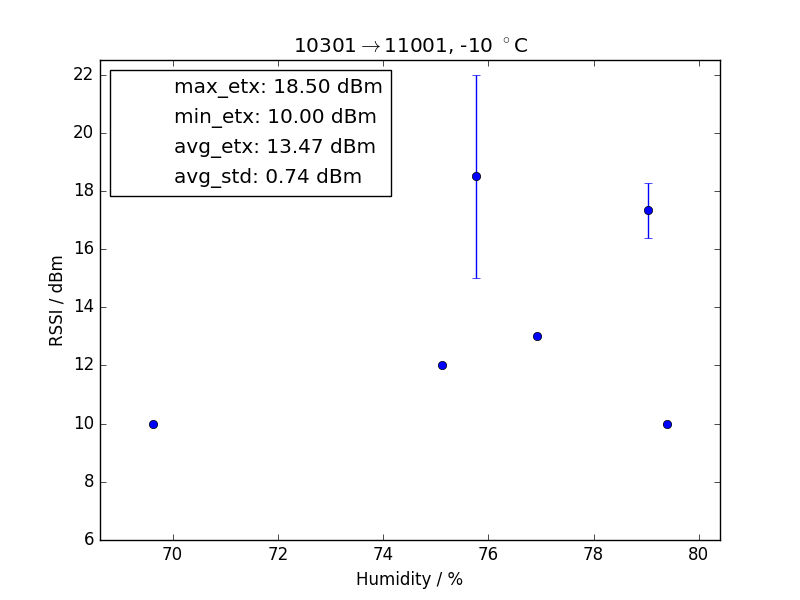 10301→11001, -10 °C
max_etx: 18.50 dBm
min_etx: 10.00 dBm
avg_etx: 13.47 dBm
avg_std: 0.74 dBm
RSSI / dBm
22
20
18
16
14
12
10
8
6
70 72 74 76 78 80
Humidity / %